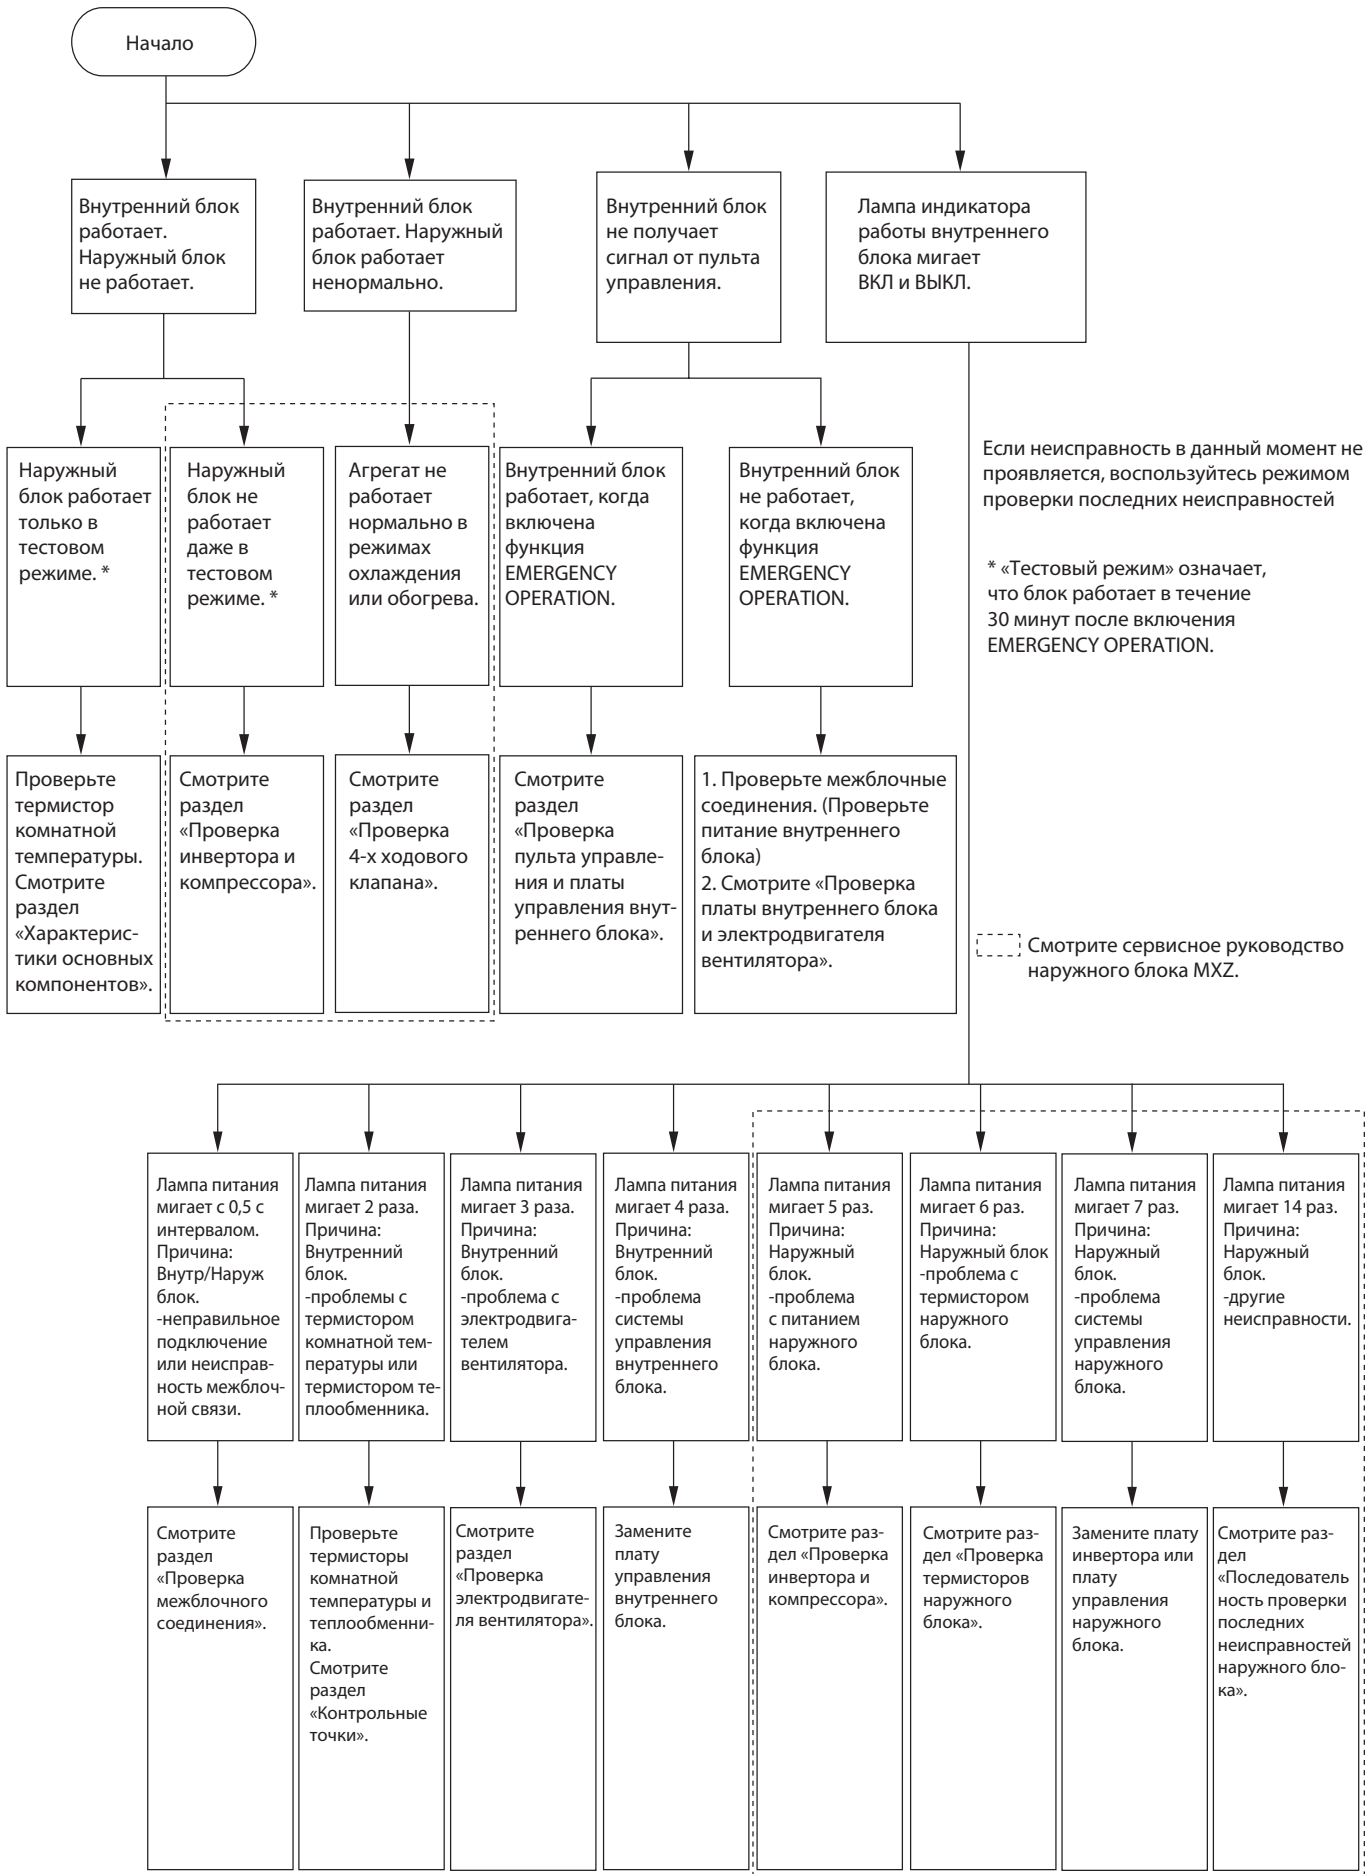 Начало
Внутренний блок
работает.
Наружный блок
не работает.
Внутренний блок
работает. Наружный
блок работает
ненормально.
Внутренний блок
не получает
сигнал от пульта
управления.
Лампа индикатора
работы внутреннего
блока мигает
ВКЛ и ВЫКЛ.
Наружный
блок работает
только в
тестовом
режиме. *
Наружный
блок не
работает
даже в
тестовом
режиме. *
Агрегат не
работает
нормально в
режимах
охлаждения
или обогрева.
Внутренний блок
работает, когда
включена
функция
EMERGENCY
OPERATION.
Внутренний блок
не работает,
когда включена
функция
EMERGENCY
OPERATION.
Если неисправность в данный момент не
проявляется, воспользуйтесь режимом
проверки последних неисправностей
* «Тестовый режим» означает,
что блок работает в течение
30 минут после включения
EMERGENCY OPERATION.
Проверьте
термистор
комнатной
температуры.
Смотрите
раздел
«Характерис-
тики основных
компонентов».
Смотрите
раздел
«Проверка
инвертора и
компрессора».
Смотрите
раздел
«Проверка
4-х ходового
клапана».
Смотрите
раздел
«Проверка
пульта управле-
ния и платы
управления внут-
реннего блока».
1. Проверьте межблочные
соединения. (Проверьте
питание внутреннего
блока)
2. Смотрите «Проверка
платы внутреннего блока
и электродвигателя
вентилятора».
Смотрите сервисное руководство
наружного блока MXZ.
Лампа питания
мигает с 0,5 с
интервалом.
Причина:
Внутр/Наруж
блок.
-неправильное
подключение
или неисправ-
ность межблоч-
ной связи.
Лампа питания
мигает 2 раза.
Причина:
Внутренний
блок.
-проблемы с
термистором
комнатной тем-
пературы или
термистором те-
плообменника.
Лампа питания
мигает 3 раза.
Причина:
Внутренний
блок.
-проблема с
электродвига-
телем
вентилятора.
Лампа питания
мигает 4 раза.
Причина:
Внутренний
блок.
-проблема
системы
управления
внутреннего
блока.
Лампа питания
мигает 5 раз.
Причина:
Наружный
блок.
-проблема
с питанием
наружного
блока.
Лампа питания
мигает 6 раз.
Причина:
Наружный блок
-проблема с
термистором
наружного
блока.
Лампа питания
мигает 7 раз.
Причина:
Наружный
блок.
-проблема
системы
управления
наружного
блока.
Лампа питания
мигает 14 раз.
Причина:
Наружный
блок.
-другие
неисправности.
Смотрите
раздел
«Проверка
межблочного
соединения».
Проверьте
термисторы
комнатной
температуры и
теплообменни-
ка.
Смотрите
раздел
«Контрольные
точки».
Смотрите
раздел
«Проверка
электродвигате-
ля вентилятора».
Замените
плату
управления
внутреннего
блока.
Смотрите раз-
дел «Проверка
инвертора и
компрессора».
Смотрите раз-
дел «Проверка
термисторов
наружного
блока».
Замените плату
инвертора или
плату
управления
наружного
блока.
Смотрите раз-
дел
«Последователь
ность проверки
последних
неисправностей
наружного бло-
ка».